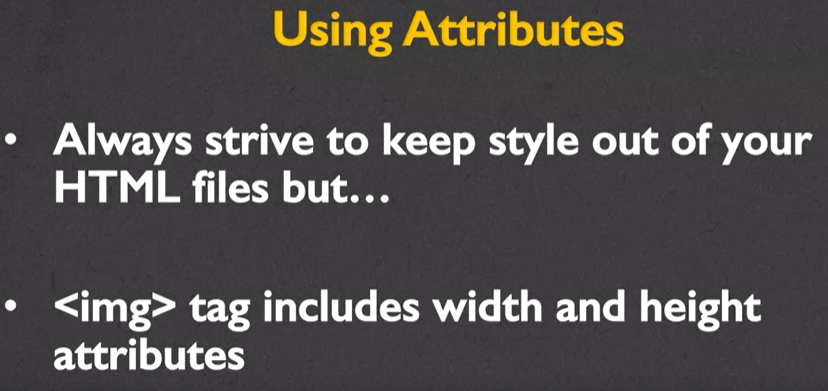 Using Attributes
• Always strive to keep style out of your
HTML files but...
• <img> tag includes width and height
attributes